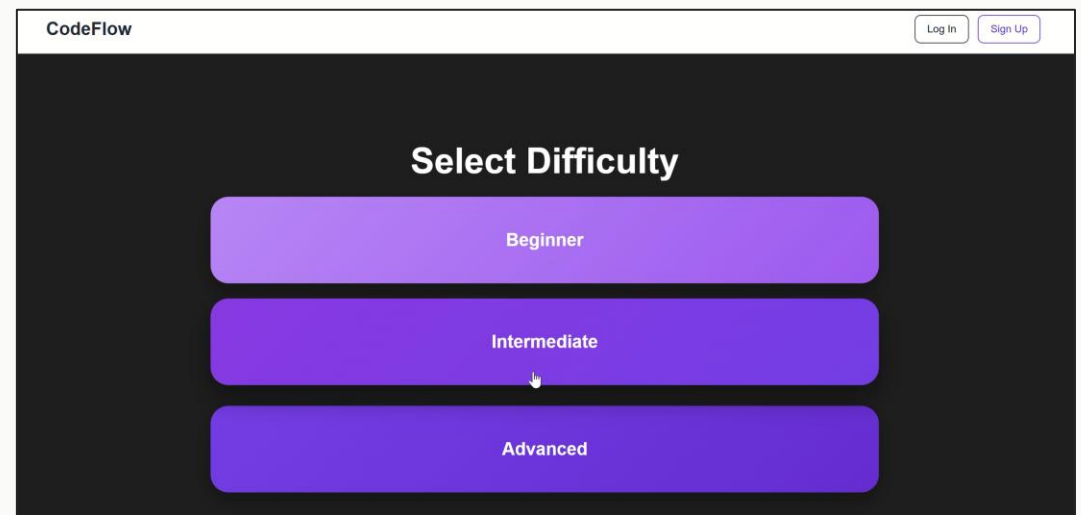 CodeFlow
Log In Sign Up
Select Difficulty
Beginner
Intermediate
Advanced